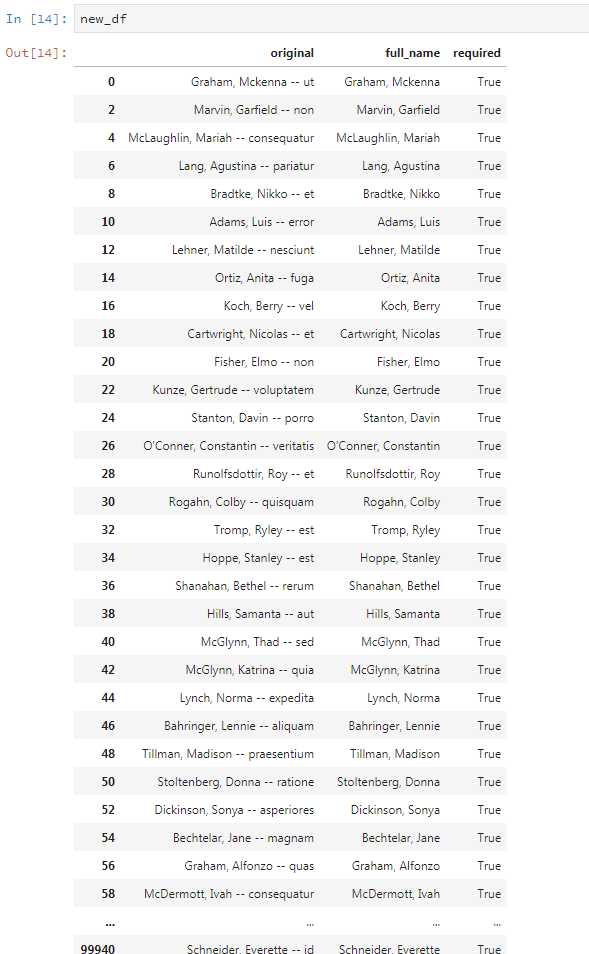 In [14]: new_df
Out[14]:
original full_name required
0 Graham, Mckenna -- ut Graham, Mckenna True
2 Marvin, Garfield -- non Marvin, Garfield True
4 McLaughlin, Mariah -- consequatur McLaughlin, Mariah True
6 Lang, Agustina -- pariatur Lang, Agustina True
8 Bradtke, Nikko -- et Bradtke, Nikko True
10 Adams, Luis -- error Adams, Luis True
12 Lehner, Matilde -- nesciunt Lehner, Matilde True
14 Ortiz, Anita -- fuga Ortiz, Anita True
16 Koch, Berry -- vel Koch, Berry True
18 Cartwright, Nicolas -- et Cartwright, Nicolas True
20 Fisher, Elmo -- non Fisher, Elmo True
22 Kunze, Gertrude -- voluptatem Kunze, Gertrude True
24 Stanton, Davin -- porro Stanton, Davin True
26 O'Conner, Constantin -- veritatis O'Conner, Constantin True
28 Runolfsdottir, Roy -- et Runolfsdottir, Roy True
30 Rogahn, Colby -- quisquam Rogahn, Colby True
32 Tromp, Ryley -- est Tromp, Ryley True
34 Hoppe, Stanley -- est Hoppe, Stanley True
36 Shanahan, Bethel -- rerum Shanahan, Bethel True
38 Hills, Samanta -- aut Hills, Samanta True
40 McGlynn, Thad -- sed McGlynn, Thad True
42 McGlynn, Katrina -- quia McGlynn, Katrina True
44 Lynch, Norma -- expedita Lynch, Norma True
46 Bahringer, Lennie -- aliquam Bahringer, Lennie True
48 Tillman, Madison -- praesentium Tillman, Madison True
50 Stoltenberg, Donna -- ratione Stoltenberg, Donna True
52 Dickinson, Sonya -- asperiores Dickinson, Sonya True
54 Bechtelar, Jane -- magnam Bechtelar, Jane True
56 Graham, Alfonzo -- quas Graham, Alfonzo True
58 McDermott, Ivah -- consequatur McDermott, Ivah True
... ... ... ...
99940 Schneider, Everette -- id Schneider, Everette True